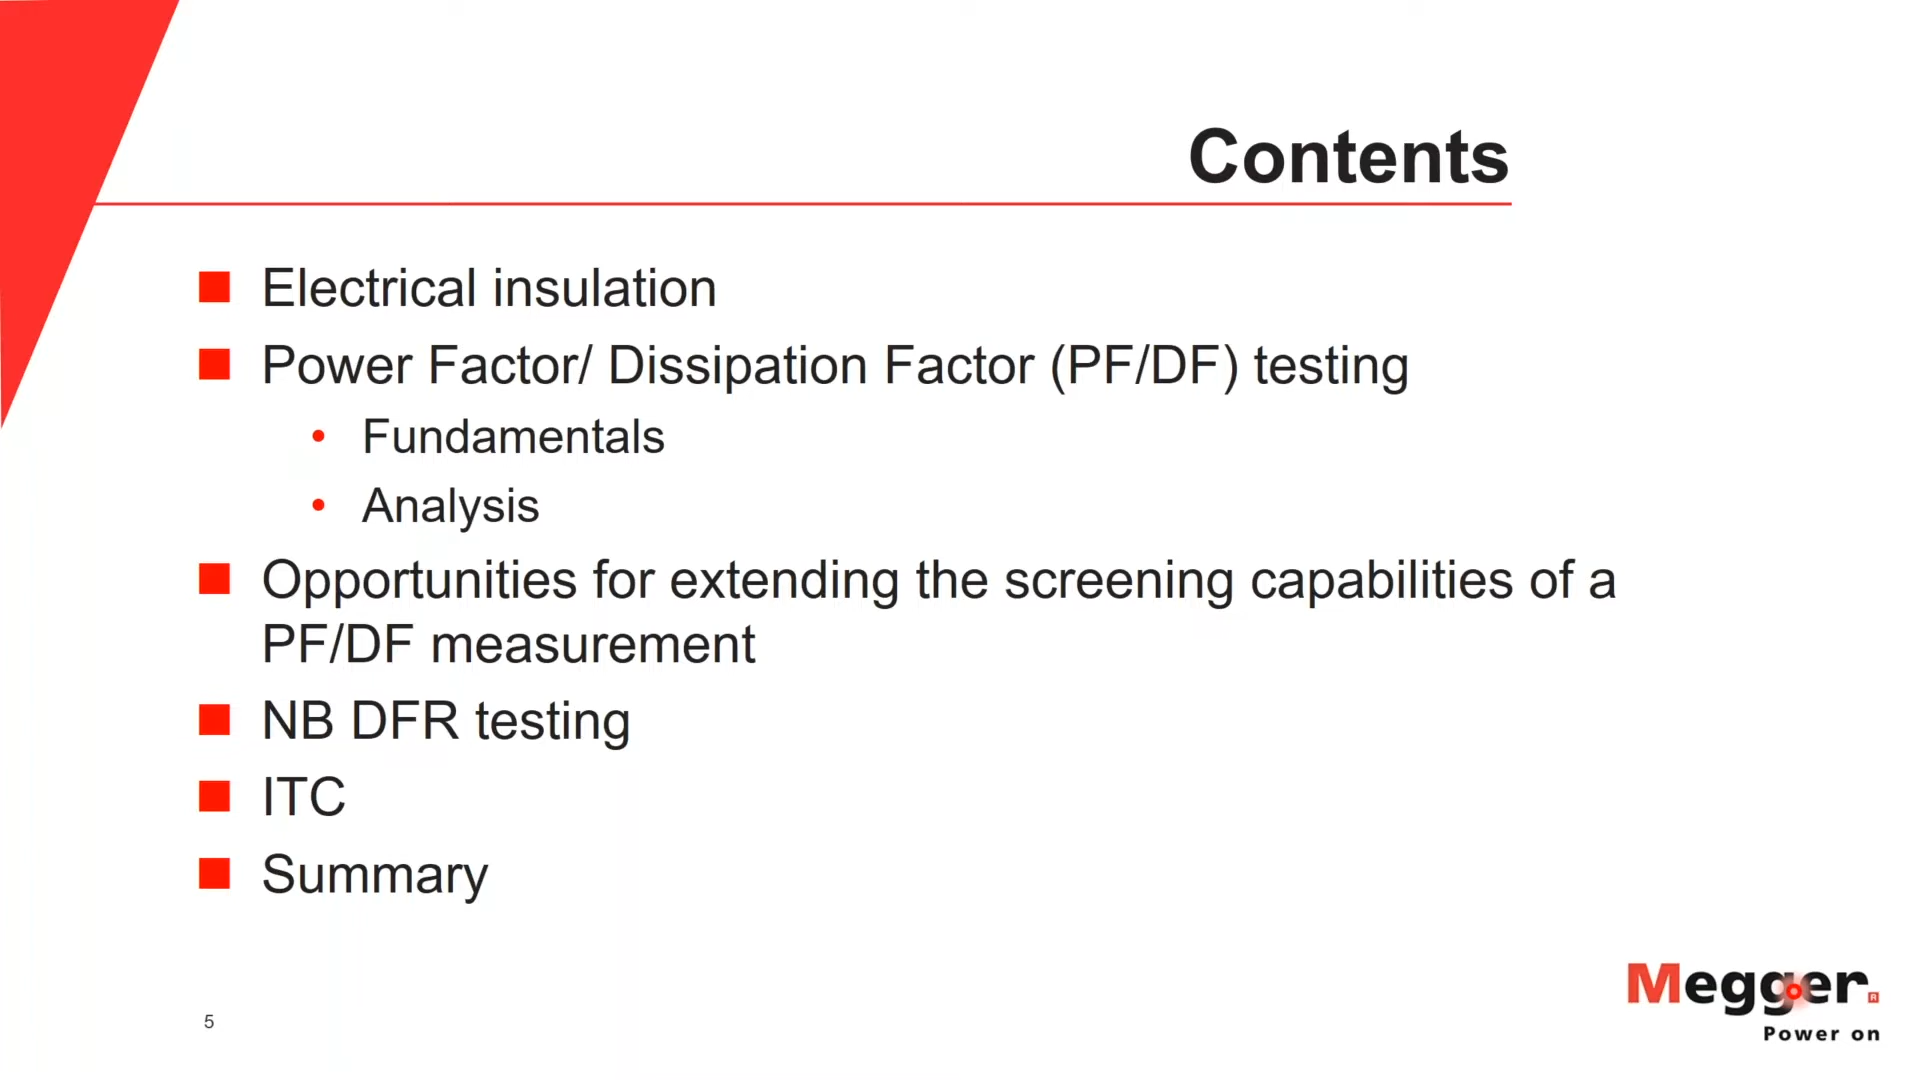 Contents
Electrical insulation
Power Factor/ Dissipation Factor (PF/DF) testing
Fundamentals
Analysis
Opportunities for extending the screening capabilities of a
PF/DF measurement
NB DFR testing
ITC
Summary
5
Megger®
Power on